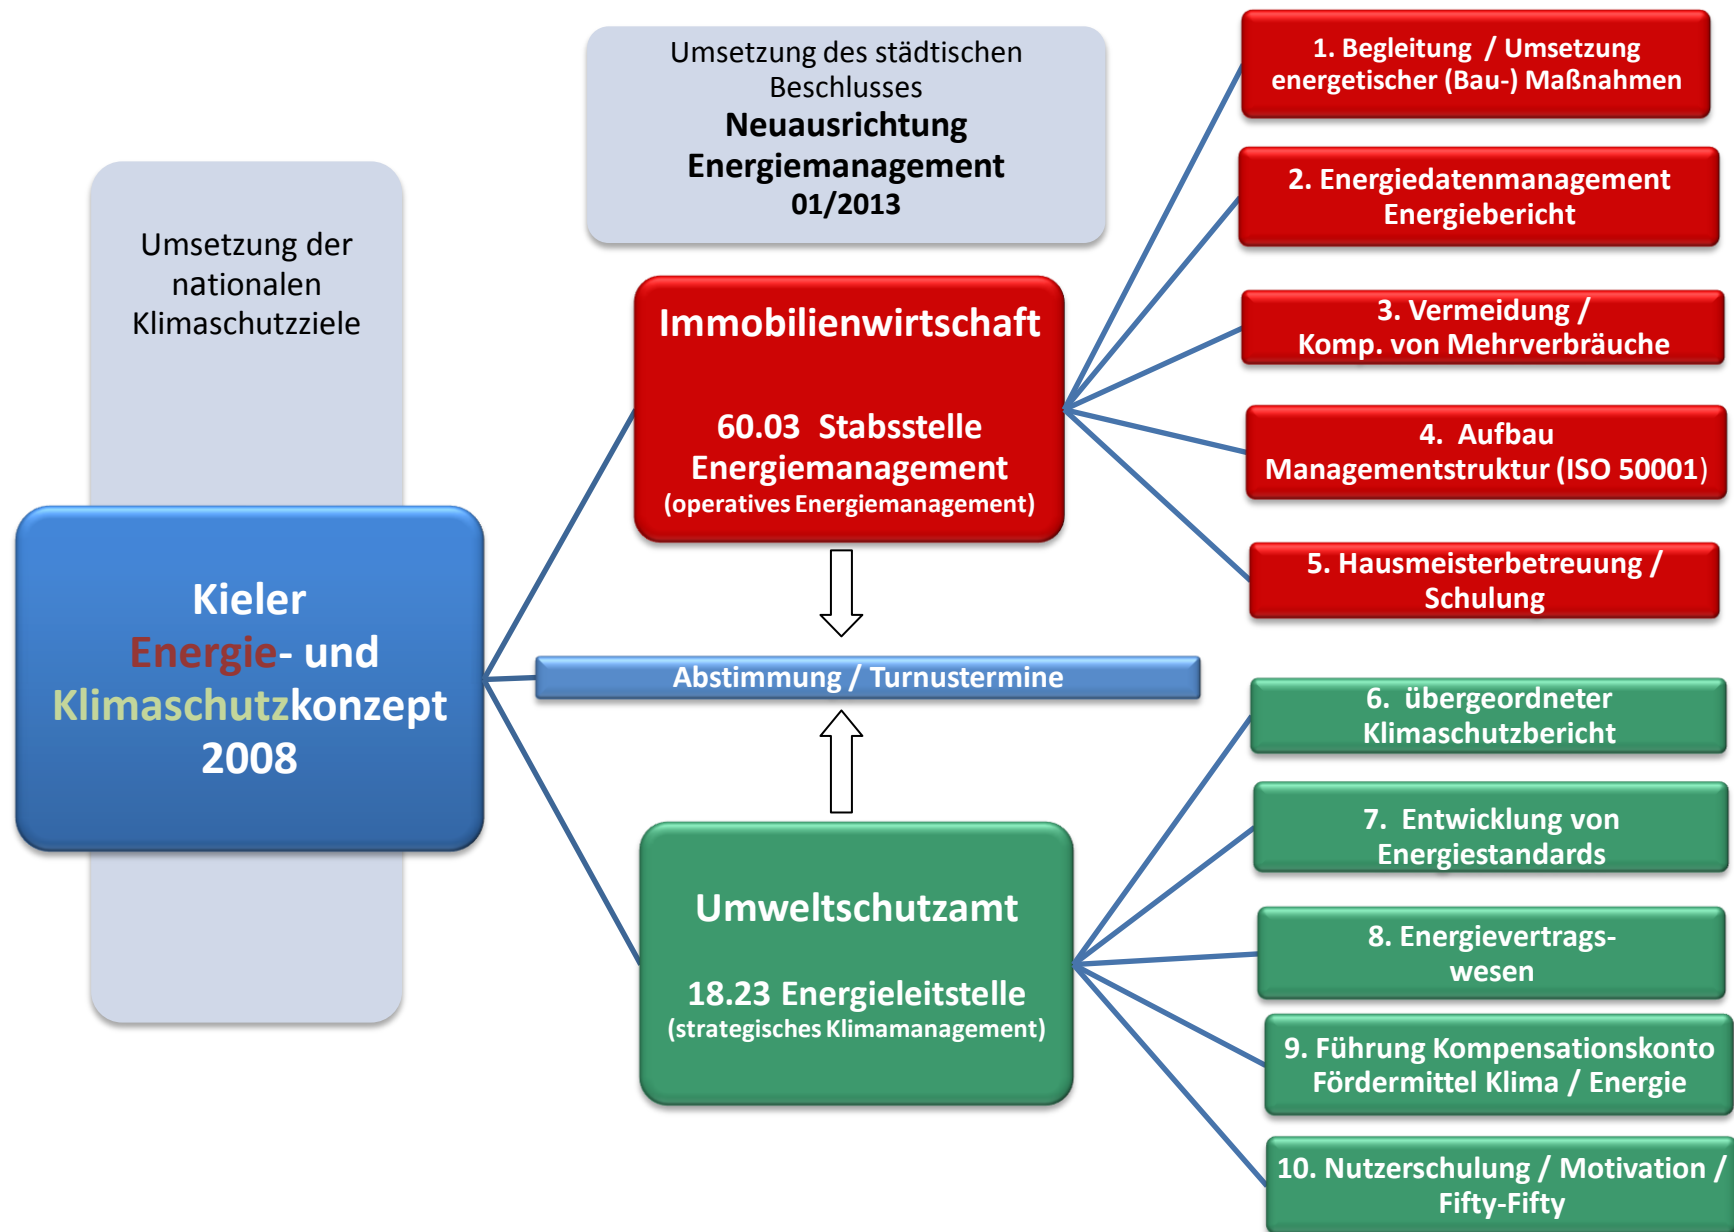 Umsetzung der
nationalen
Klimaschutzziele
Kieler
Energie- und
Klimaschutzkonzept
2008
Umsetzung des städtischen
Beschlusses
Neuausrichtung
Energiemanagement
01/2013
Immobilienwirtschaft
60.03 Stabsstelle
Energiemanagement
(operatives Energiemanagement)
Abstimmung / Turnustermine
Umweltschutzamt
18.23 Energieleitstelle
(strategisches Klimamanagement)
1. Begleitung / Umsetzung
energetischer (Bau-) Maßnahmen
2. Energiedatenmanagement
Energiebericht
3. Vermeidung /
Komp. von Mehrverbräuche
4. Aufbau
Managementstruktur (ISO 50001)
5. Hausmeisterbetreuung /
Schulung
6. übergeordneter
Klimaschutzbericht
7. Entwicklung von
Energiestandards
8. Energievertrags-
wesen
9. Führung Kompensationskonto
Fördermittel Klima / Energie
10. Nutzerschulung / Motivation /
Fifty-Fifty